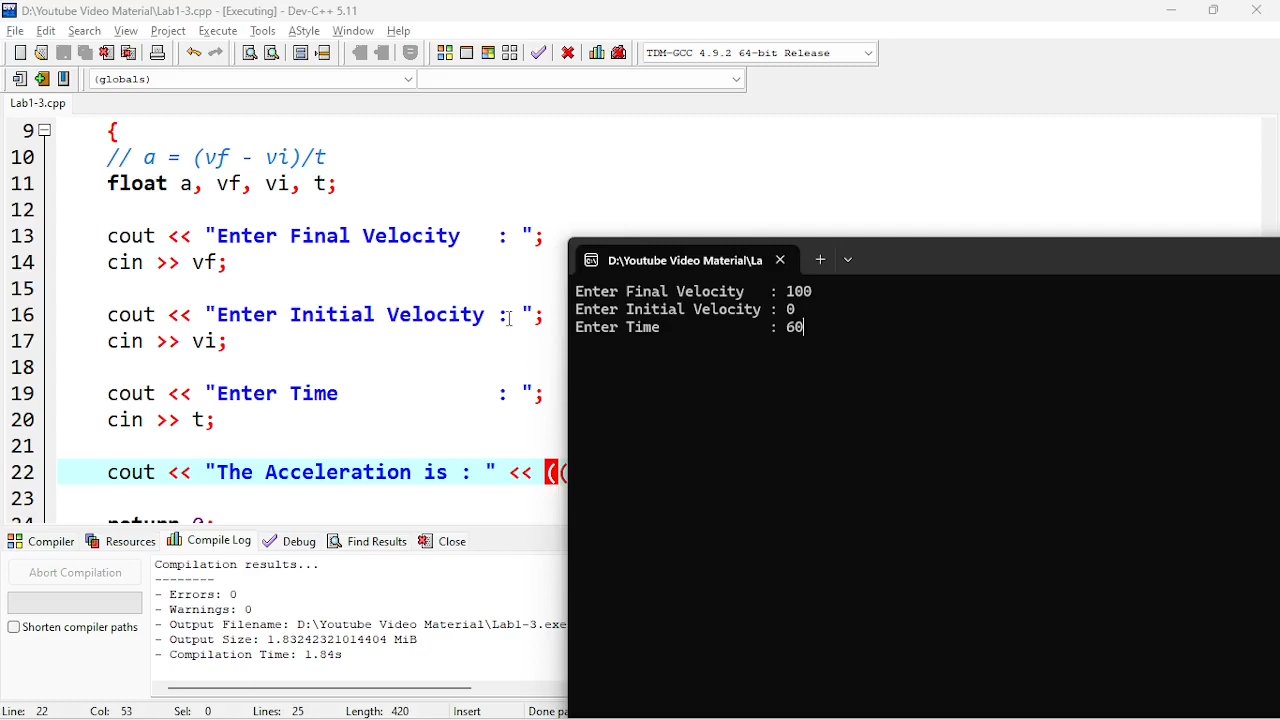 D:\Youtube Video Material\Lab1-3.cpp - [Executing] - Dev-C++ 5.11
File Edit Search View Project Execute Tools AStyle Window Help
TDM-GCC 4.9.2 64-bit Release
(globals)
Lab1-3.cpp
9 {
10 // a = (vf - vi)/t
11 float a, vf, vi, t;
12
13 cout << "Enter Final Velocity   : ";
14 cin >> vf;
15
16 cout << "Enter Initial Velocity : ";
17 cin >> vi;
18
19 cout << "Enter Time             : ";
20 cin >> t;
21
22 cout << "The Acceleration is : " << ((
23
24 return 0;
D:\Youtube Video Material\La
Enter Final Velocity   : 100
Enter Initial Velocity : 0
Enter Time             : 60
Compiler Resources Compile Log Debug Find Results Close
Abort Compilation
Shorten compiler paths
Compilation results...
--------
- Errors: 0
- Warnings: 0
- Output Filename: D:\Youtube Video Material\Lab1-3.exe
- Output Size: 1.83242321014404 MiB
- Compilation Time: 1.84s
Line: 22 Col: 53 Sel: 0 Lines: 25 Length: 420 Insert Done pa